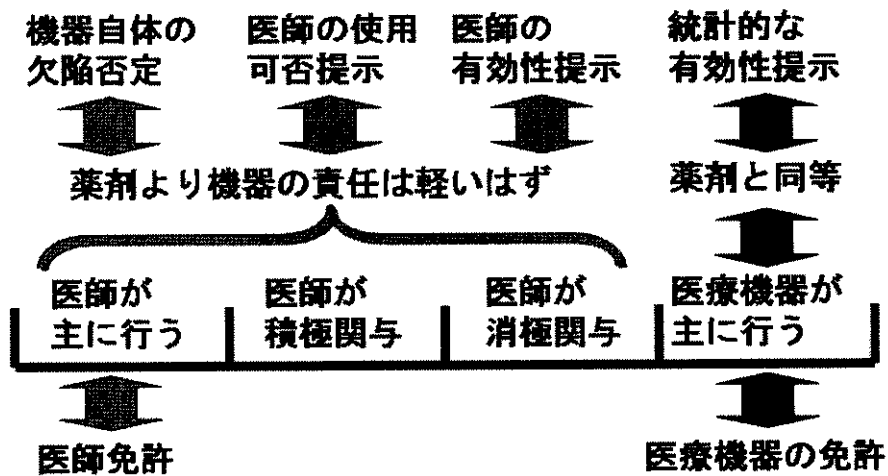 機器自体の
欠陥否定
医師の使用
可否提示
医師の
有効性提示
統計的な
有効性提示
薬剤より機器の責任は軽いはず
薬剤と同等
医師が
主に行う
医師が
積極関与
医師が
消極関与
医療機器が
主に行う
医師免許
医療機器の免許